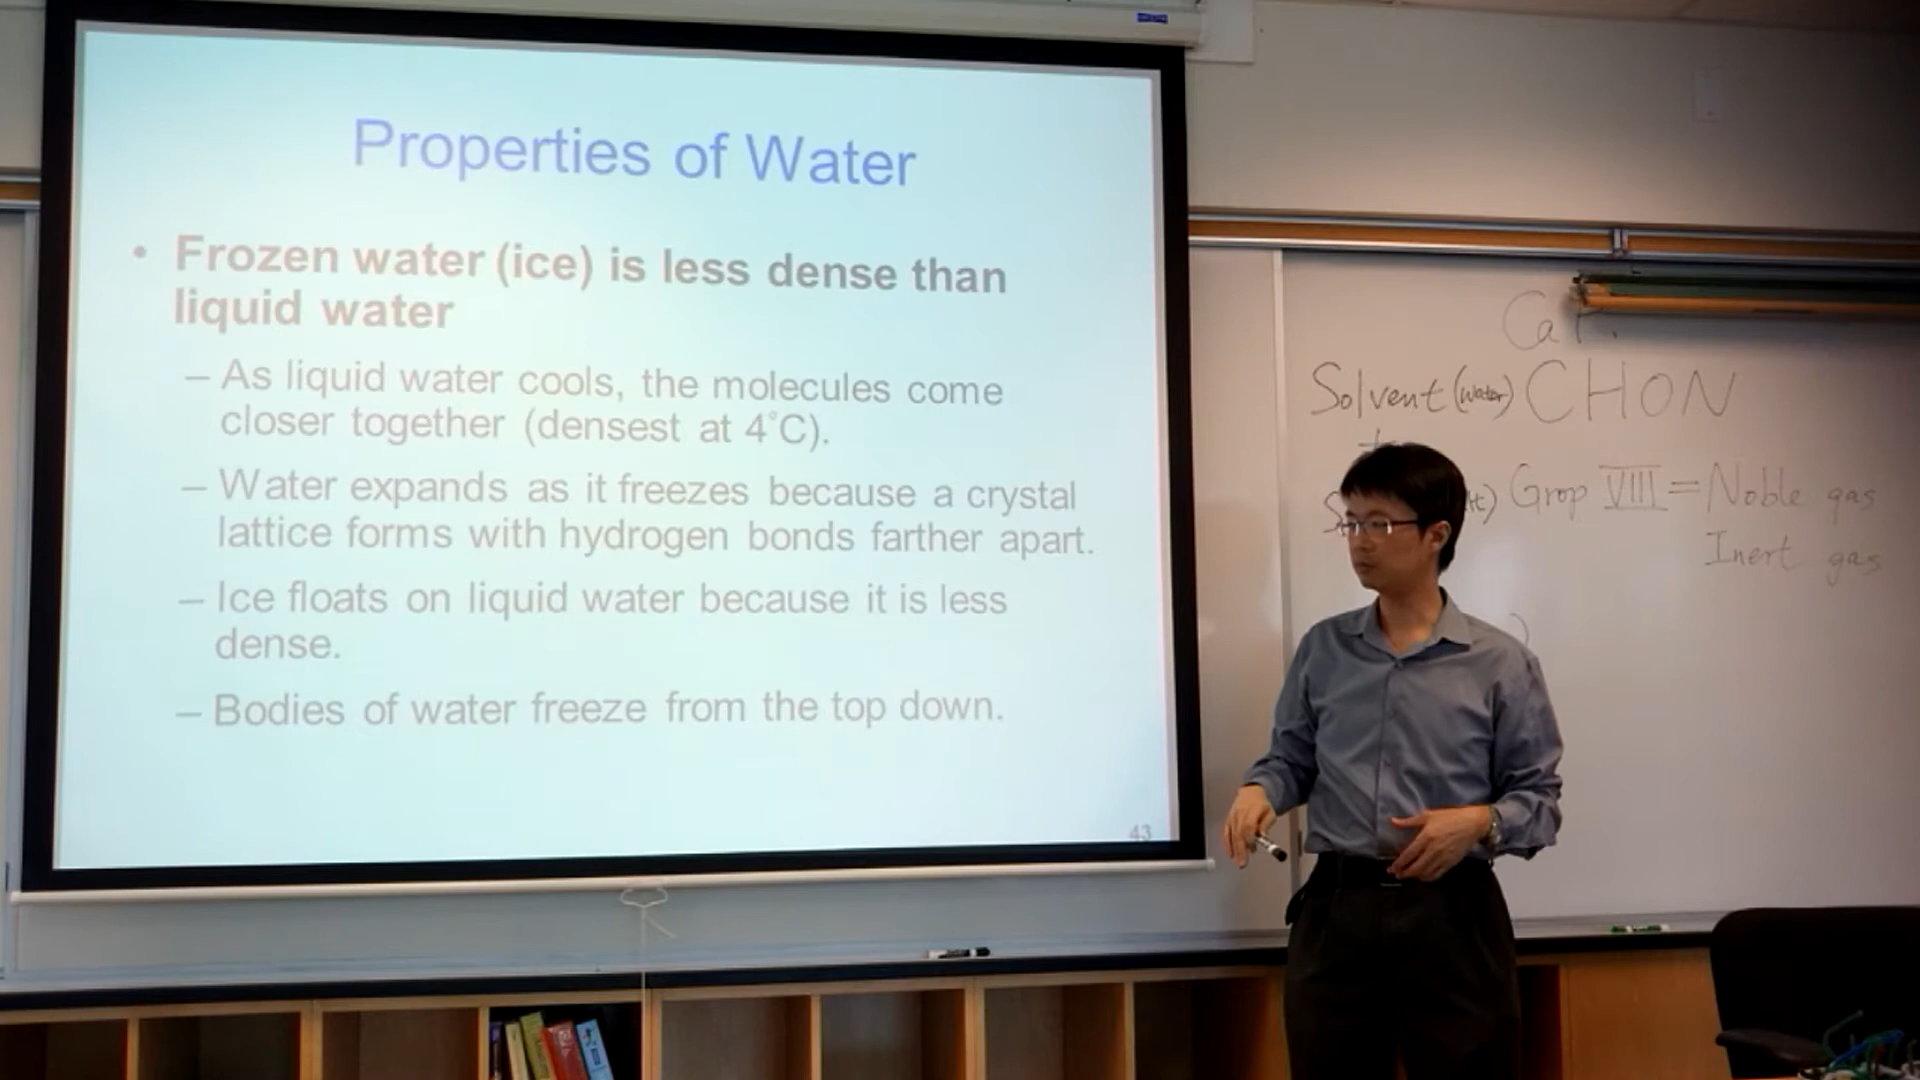 Properties of Water
• Frozen water (ice) is less dense than
liquid water
– As liquid water cools, the molecules come
closer together (densest at 4°C).
– Water expands as it freezes because a crystal
lattice forms with hydrogen bonds farther apart.
– Ice floats on liquid water because it is less
dense.
– Bodies of water freeze from the top down.
43
Ca P.
Solvent (water) CHON
Grop VIII = Noble gas
Inert gas